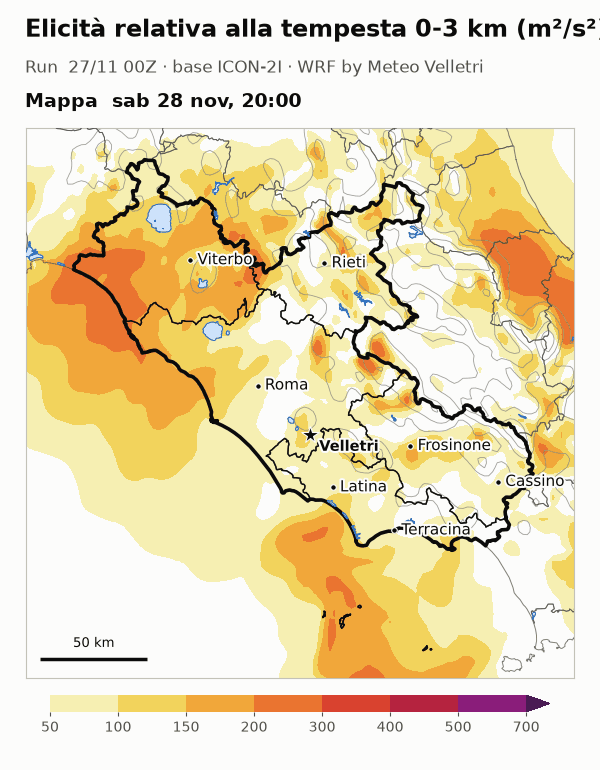 Elicità relativa alla tempesta 0-3 km (m²/s²)
Run  27/11 00Z · base ICON-2I · WRF by Meteo Velletri
Mappa  sab 28 nov, 20:00
Viterbo
Rieti
Roma
Velletri
Frosinone
Latina
Cassino
Terracina
50 km
50 100 150 200 300 400 500 700